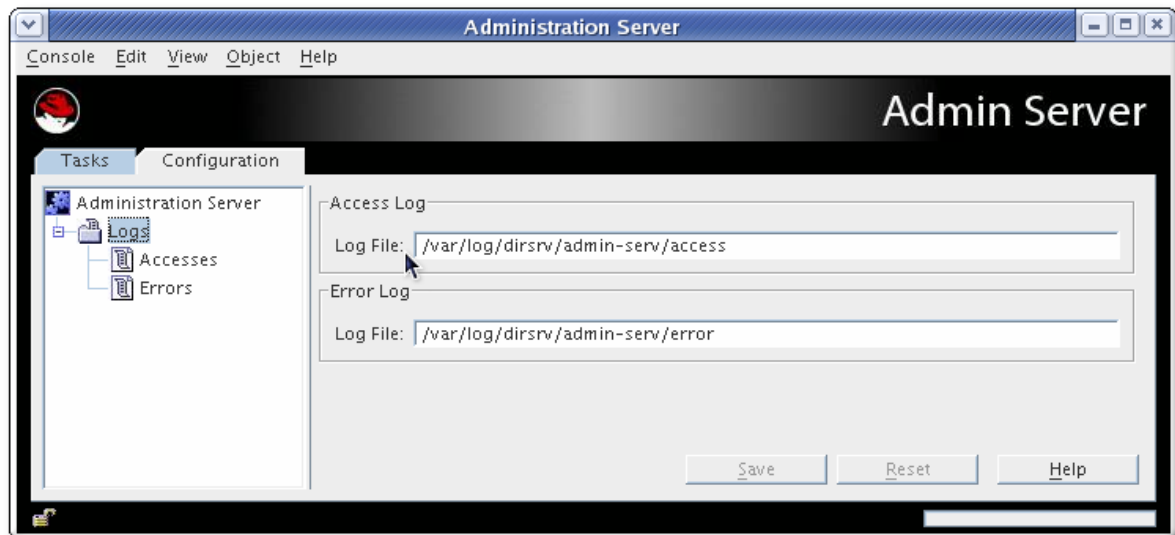 Administration Server
Console Edit View Object Help
Admin Server
Tasks Configuration
Administration Server
Logs
Accesses
Errors
Access Log
Log File: /var/log/dirsrv/admin-serv/access
Error Log
Log File: /var/log/dirsrv/admin-serv/error
Save Reset Help